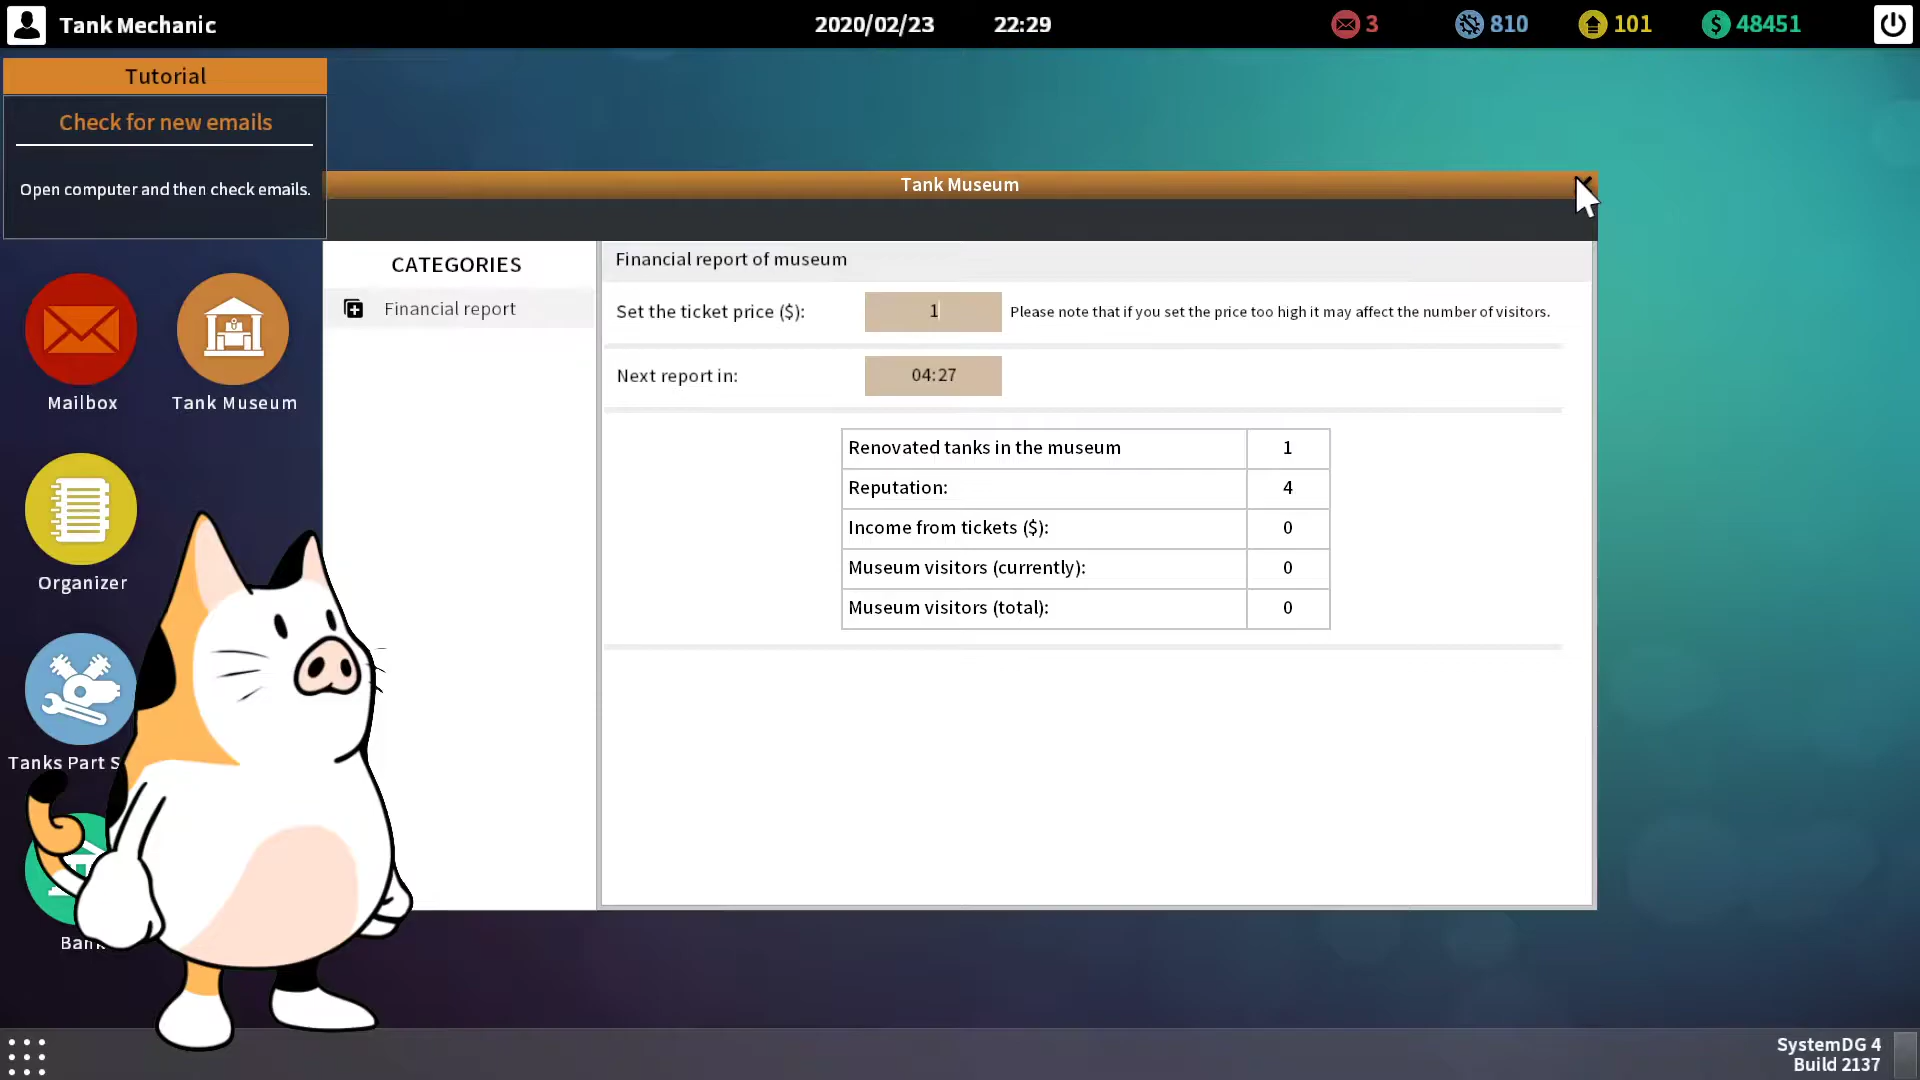 Tank Mechanic
2020/02/23
22:29
3
810
101
48451
Tutorial
Check for new emails
Open computer and then check emails.
Tank Museum
CATEGORIES
Financial report
Financial report of museum
Set the ticket price ($):
1
Please note that if you set the price too high it may affect the number of visitors.
Next report in:
04:27
Renovated tanks in the museum 1
Reputation: 4
Income from tickets ($): 0
Museum visitors (currently): 0
Museum visitors (total): 0
Mailbox
Tank Museum
Organizer
Tanks Part S
Bank
SystemDG 4
Build 2137